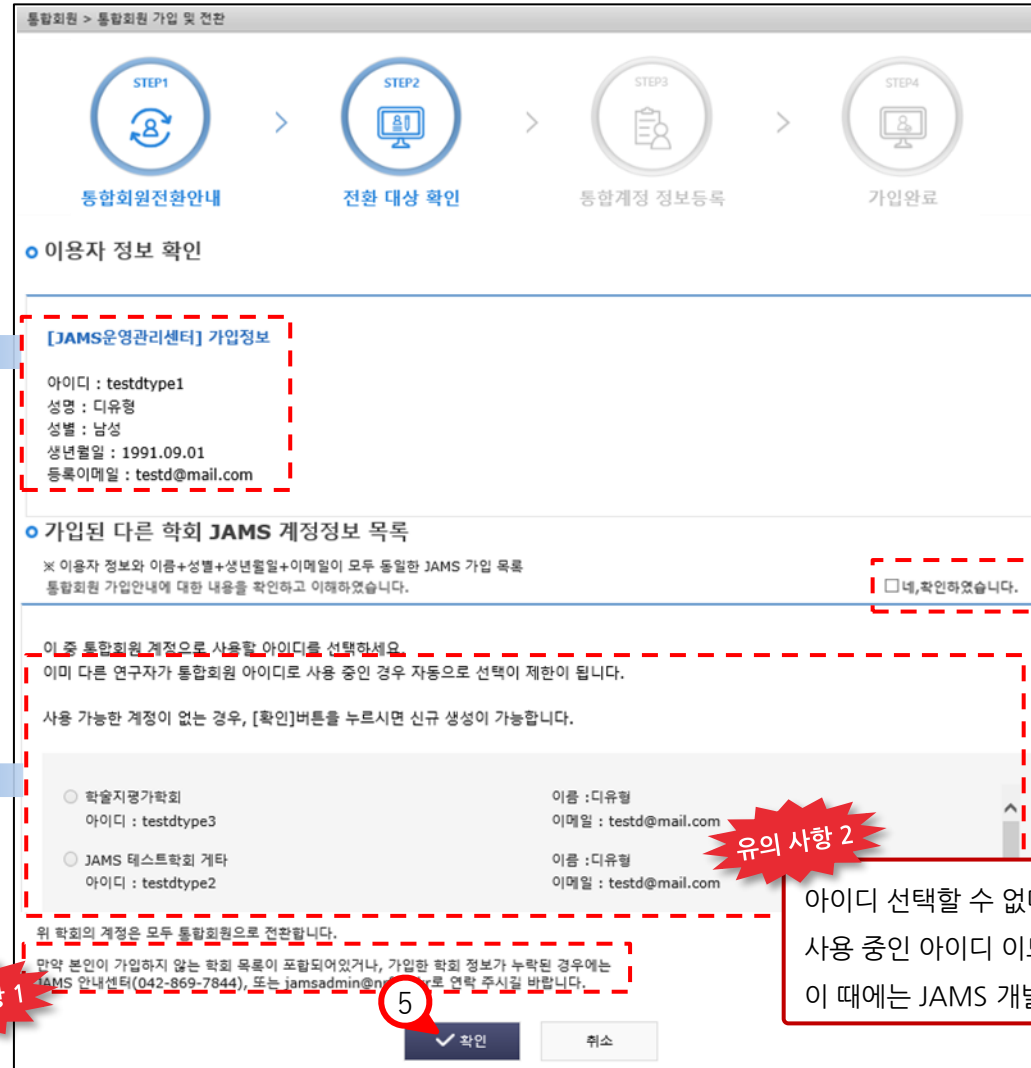 통합회원 > 통합회원 가입 및 전환
STEP1
STEP2
STEP3
STEP4
통합회원전환안내
전환 대상 확인
통합계정 정보등록
가입완료
이용자 정보 확인
[JAMS운영관리센터] 가입정보
아이디 : testdtype1
성명 : 디유형
성별 : 남성
생년월일 : 1991.09.01
등록이메일 : testd@mail.com
가입된 다른 학회 JAMS 계정정보 목록
※ 이용자 정보와 이름+성별+생년월일+이메일이 모두 동일한 JAMS 가입 목록
통합회원 가입안내에 대한 내용을 확인하고 이해하였습니다.
네,확인하였습니다.
이 중 통합회원 계정으로 사용할 아이디를 선택하세요.
이미 다른 연구자가 통합회원 아이디로 사용 중인 경우 자동으로 선택이 제한이 됩니다.
사용 가능한 계정이 없는 경우, [확인]버튼을 누르시면 신규 생성이 가능합니다.
학술지평가학회
이름 :디유형
아이디 : testdtype3
이메일 : testd@mail.com
JAMS 테스트학회 게타
이름 :디유형
아이디 : testdtype2
이메일 : testd@mail.com
유의 사항 2
아이디 선택할 수 없
사용 중인 아이디 이
이 때에는 JAMS 개
위 학회의 계정은 모두 통합회원으로 전환합니다.
만약 본인이 가입하지 않는 학회 목록이 포함되어있거나, 가입한 학회 정보가 누락된 경우에는
JAMS 안내센터(042-869-7844), 또는 jamsadmin@n 로 연락 주시길 바랍니다.
항 1
5
확인
취소